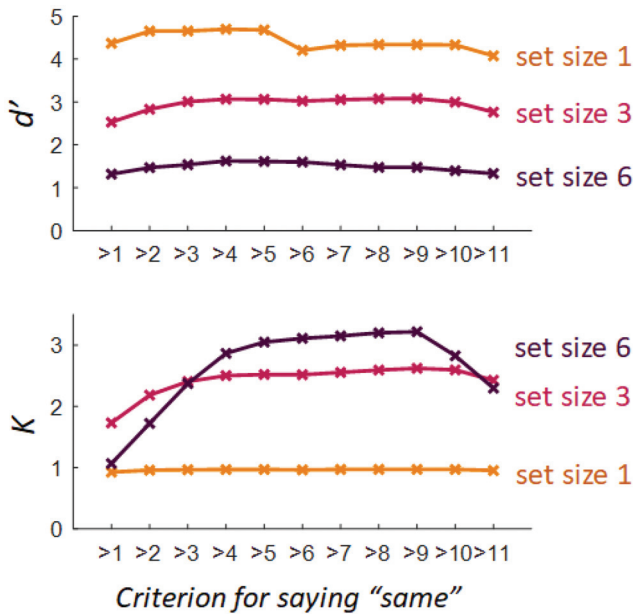 5
4
3
2
1
0
d'
set size 1
set size 3
set size 6
>1 >2 >3 >4 >5 >6 >7 >8 >9 >10 >11
3
2
1
0
K
set size 6
set size 3
set size 1
>1 >2 >3 >4 >5 >6 >7 >8 >9 >10 >11
Criterion for saying “same”